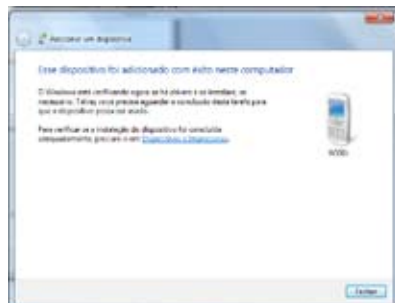 Adicionar um dispositivo
Esse dispositivo foi adicionado com êxito neste computador
O Windows está verificando agora se há drivers e os instalará, se
necessário. Talvez você precise aguardar a conclusão desta tarefa para
que o dispositivo possa ser usado.
Para verificar se a instalação do dispositivo foi concluída
adequadamente, procure-o em Dispositivos e Impressoras.
Fechar